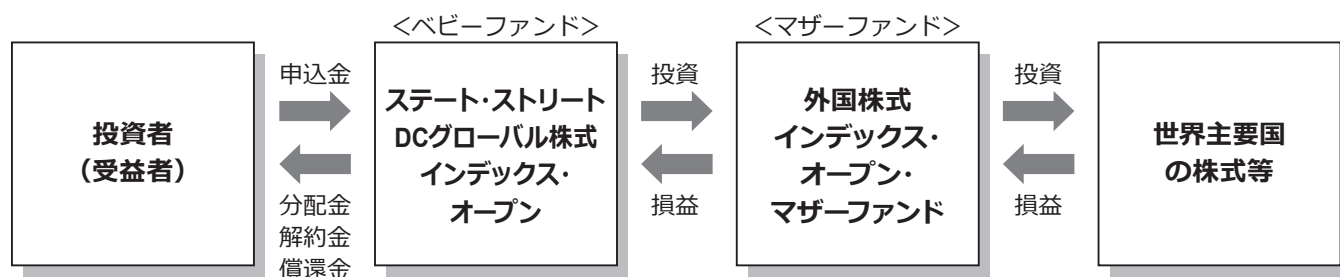 <ベビーファンド>
<マザーファンド>
投資者
(受益者)
申込金
分配金
解約金
償還金
ステート・ストリート
DCグローバル株式
インデックス・
オープン
投資
損益
外国株式
インデックス・
オープン・
マザーファンド
投資
損益
世界主要国
の株式等